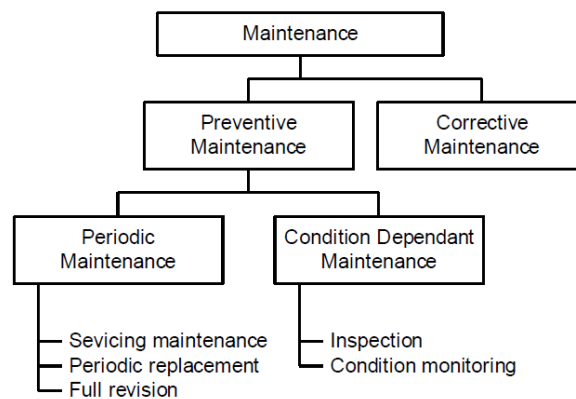 Maintenance
Preventive
Maintenance
Corrective
Maintenance
Periodic
Maintenance
Condition Dependant
Maintenance
Sevicing maintenance
Periodic replacement
Full revision
Inspection
Condition monitoring